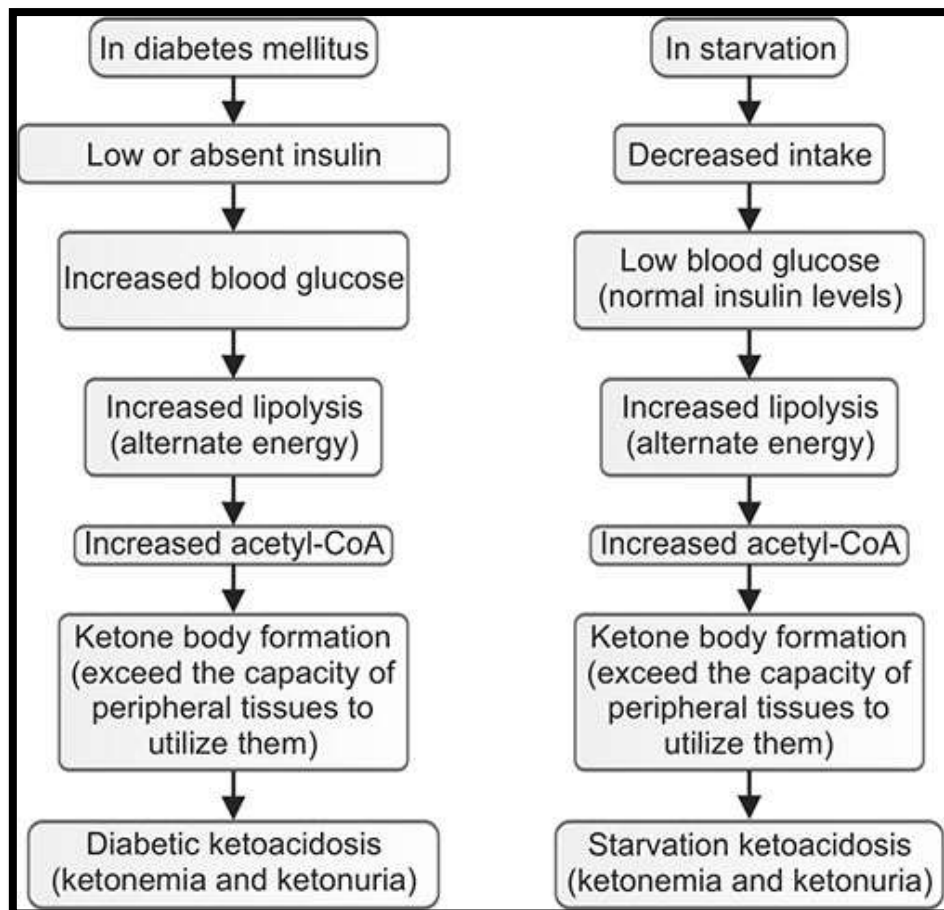 In diabetes mellitus
Low or absent insulin
Increased blood glucose
Increased lipolysis
(alternate energy)
Increased acetyl-CoA
Ketone body formation
(exceed the capacity of
peripheral tissues to
utilize them)
Diabetic ketoacidosis
(ketonemia and ketonuria)
In starvation
Decreased intake
Low blood glucose
(normal insulin levels)
Increased lipolysis
(alternate energy)
Increased acetyl-CoA
Ketone body formation
(exceed the capacity of
peripheral tissues to
utilize them)
Starvation ketoacidosis
(ketonemia and ketonuria)